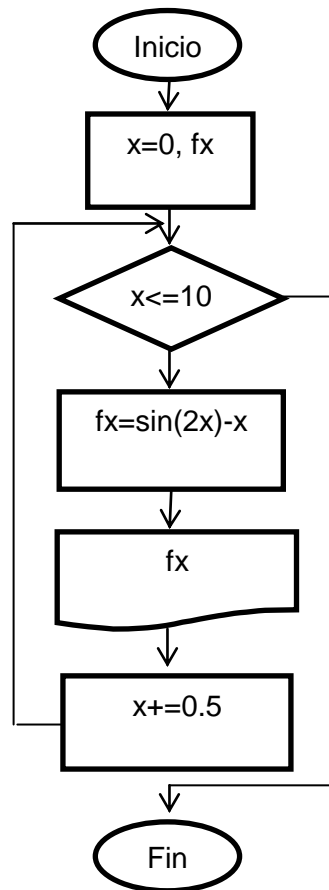 Inicio
x=0, fx
x<=10
fx=sin(2x)-x
fx
x+=0.5
Fin